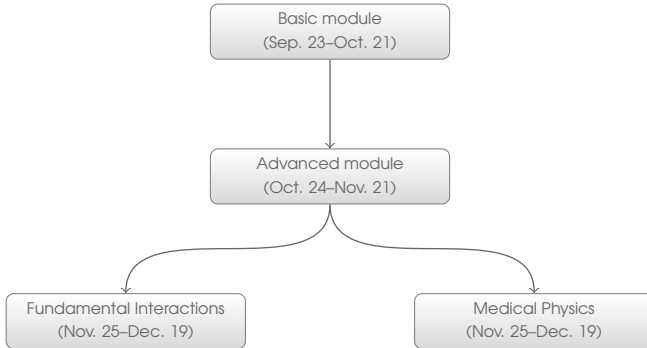 Basic module
(Sep. 23–Oct. 21)
Advanced module
(Oct. 24–Nov. 21)
Fundamental Interactions
(Nov. 25–Dec. 19)
Medical Physics
(Nov. 25–Dec. 19)